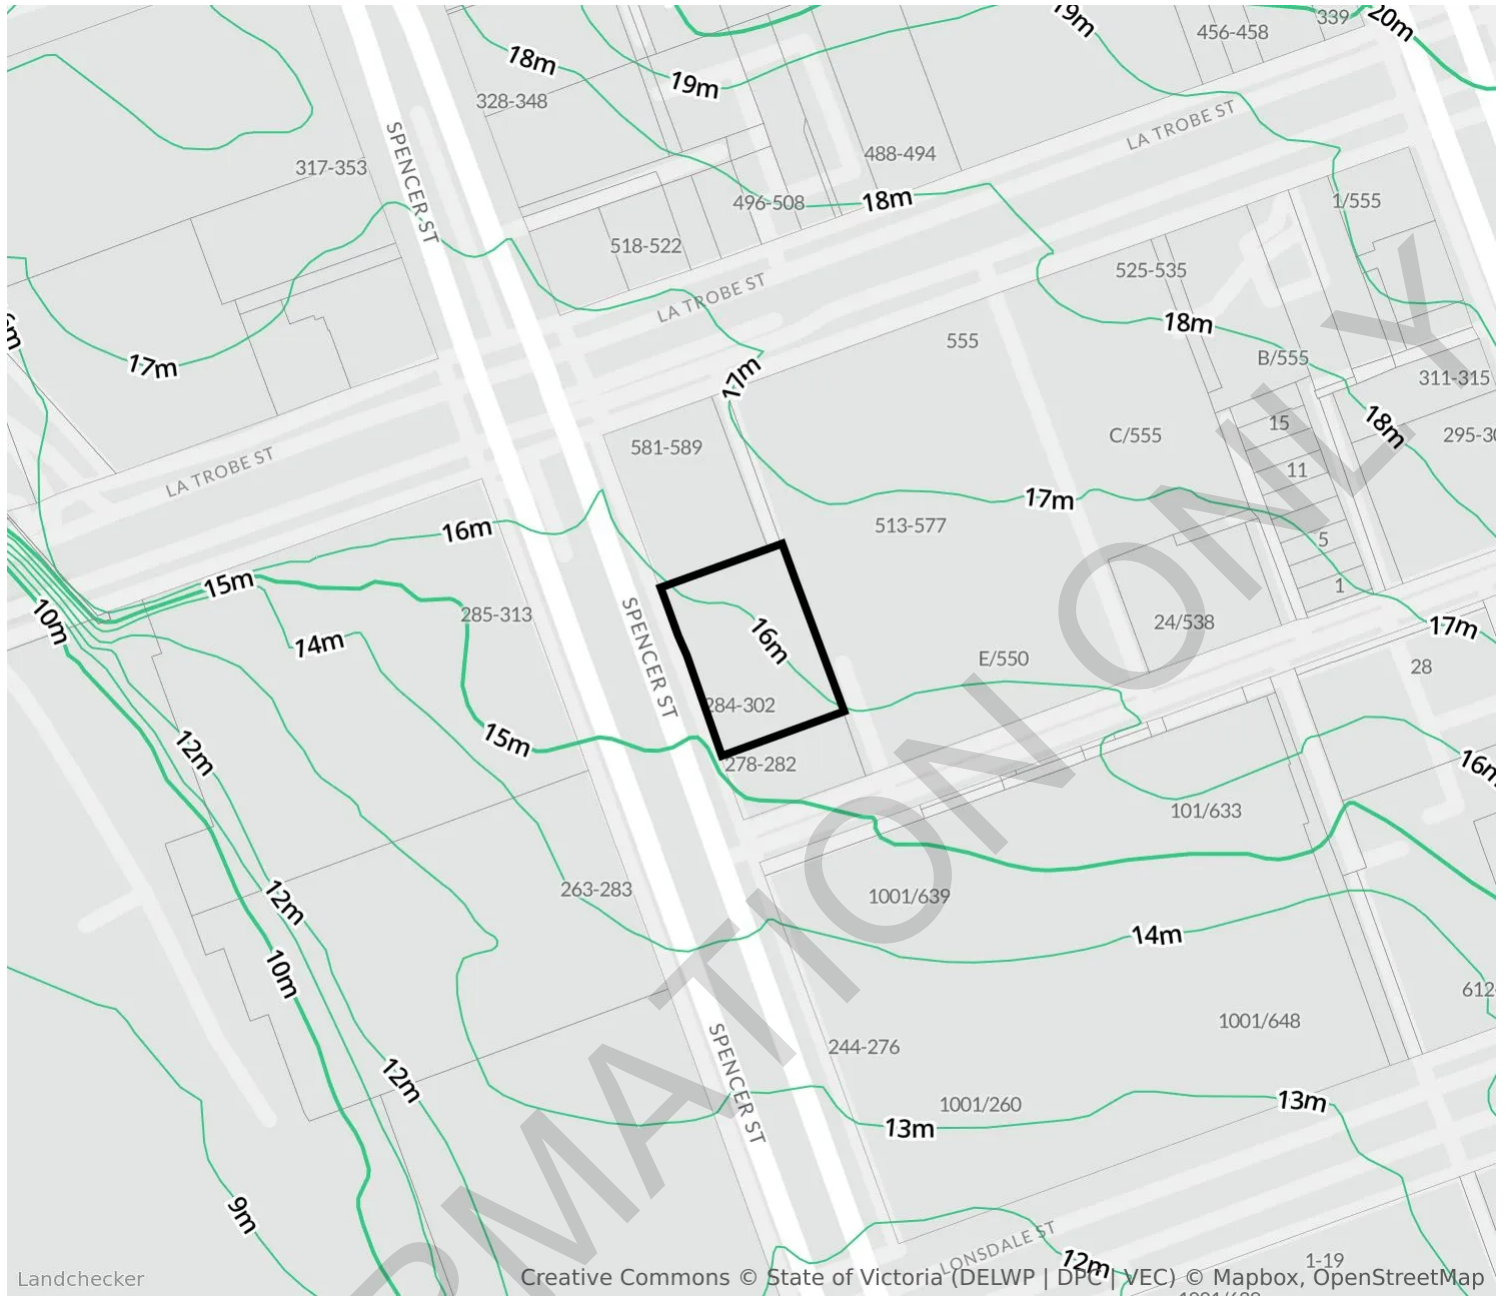 339
20m
19m
456-458
18m
19m
328-348
SPENCER ST
LA TROBE ST
317-353
488-494
496-508
18m
1/555
518-522
525-535
LA TROBE ST
18m
555
B/555
17m
17m
311-315
15
18m
C/555
295-30
581-589
LA TROBE ST
11
17m
16m
513-577
5
15m
1
10m
285-313
SPENCER ST
24/538
17m
14m
16m
E/550
28
284-302
15m
12m
278-282
16m
101/633
263-283
1001/639
12m
14m
10m
612-
1001/648
SPENCER ST
244-276
12m
1001/260
13m
13m
9m
LONSDALE ST
12m
1-19
RMATION ONLY
Landchecker
Creative Commons © State of Victoria (DELWP | DPC | VEC) © Mapbox, OpenStreetMap